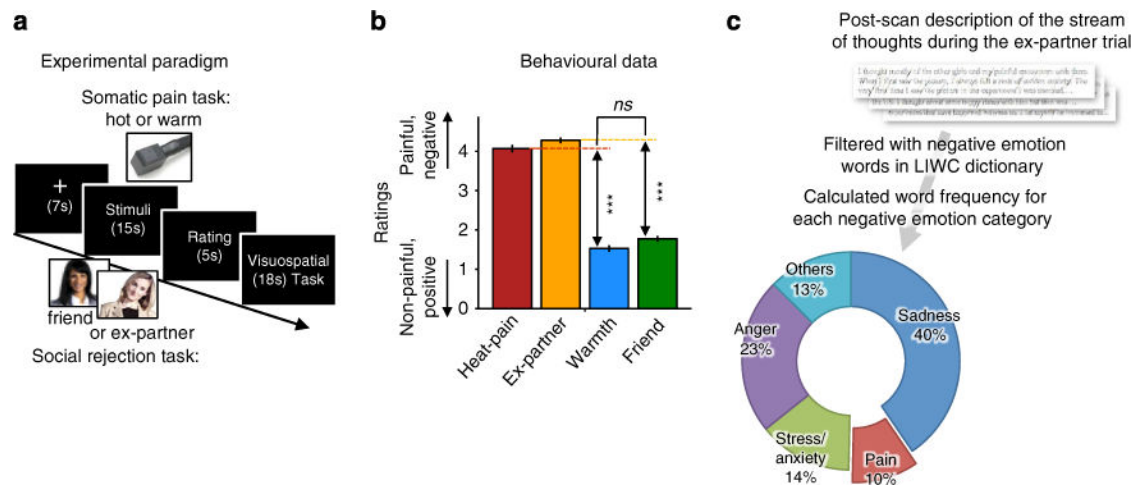 a
Experimental paradigm
Somatic pain task:
hot or warm
+
(7s)
Stimuli
(15s)
Rating
(5s)
Visuospatial
(18s) Task
friend
or ex-partner
Social rejection task:
b
Behavioural data
ns
Painful,
negative
Ratings
Non-painful,
positive
4
3
2
1
0
***
***
Heat-pain
Ex-partner
Warmth
Friend
c
Post-scan description of the stream
of thoughts during the ex-partner trial
Filtered with negative emotion
words in LIWC dictionary
Calculated word frequency for
each negative emotion category
Others
13%
Sadness
40%
Anger
23%
Stress/
anxiety
14%
Pain
10%